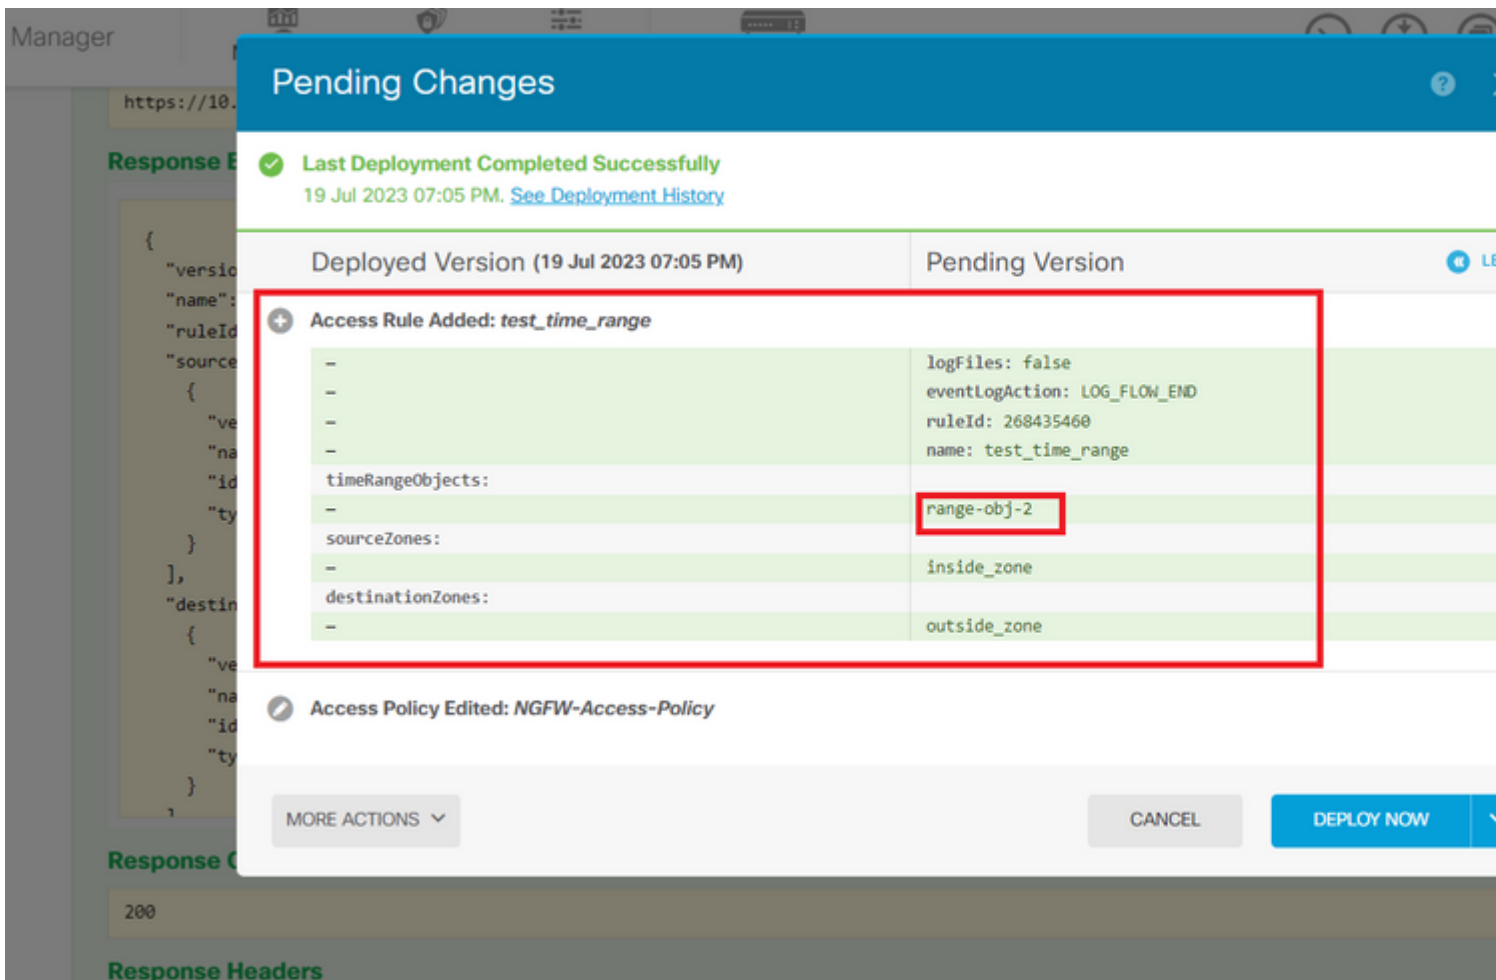 Manager
Pending Changes
?
https://10.
Response
Last Deployment Completed Successfully
19 Jul 2023 07:05 PM. See Deployment History
Deployed Version (19 Jul 2023 07:05 PM)
Pending Version
LE
{
"versio
"name":
"ruleId
"source
{
"ve
"na
"id
"ty
}
],
"destin
{
"ve
"na
"id
"ty
}
Access Rule Added: test_time_range
– logFiles: false
– eventLogAction: LOG_FLOW_END
– ruleId: 268435460
– name: test_time_range
timeRangeObjects:
– range-obj-2
sourceZones:
– inside_zone
destinationZones:
– outside_zone
Access Policy Edited: NGFW-Access-Policy
MORE ACTIONS
CANCEL
DEPLOY NOW
Response
200
Response Headers